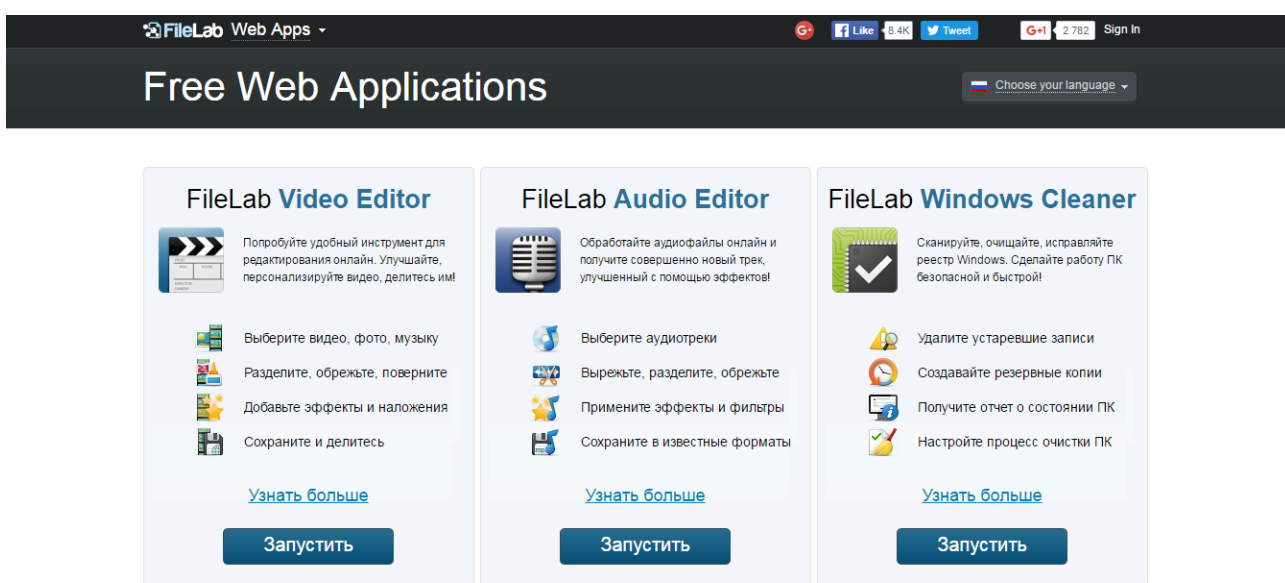 FileLab Web Apps
G+ Like 8.4K Tweet G+1 2 782 Sign In
Free Web Applications
Choose your language
FileLab Video Editor
Попробуйте удобный инструмент для
редактирования онлайн. Улучшайте,
персонализируйте видео, делитесь им!
Выберите видео, фото, музыку
Разделите, обрежьте, поверните
Добавьте эффекты и наложения
Сохраните и делитесь
Узнать больше
Запустить
FileLab Audio Editor
Обработайте аудиофайлы онлайн и
получите совершенно новый трек,
улучшенный с помощью эффектов!
Выберите аудиотреки
Вырежьте, разделите, обрежьте
Примените эффекты и фильтры
Сохраните в известные форматы
Узнать больше
Запустить
FileLab Windows Cleaner
Сканируйте, очищайте, исправляйте
реестр Windows. Сделайте работу ПК
безопасной и быстрой!
Удалите устаревшие записи
Создавайте резервные копии
Получите отчет о состоянии ПК
Настройте процесс очистки ПК
Узнать больше
Запустить